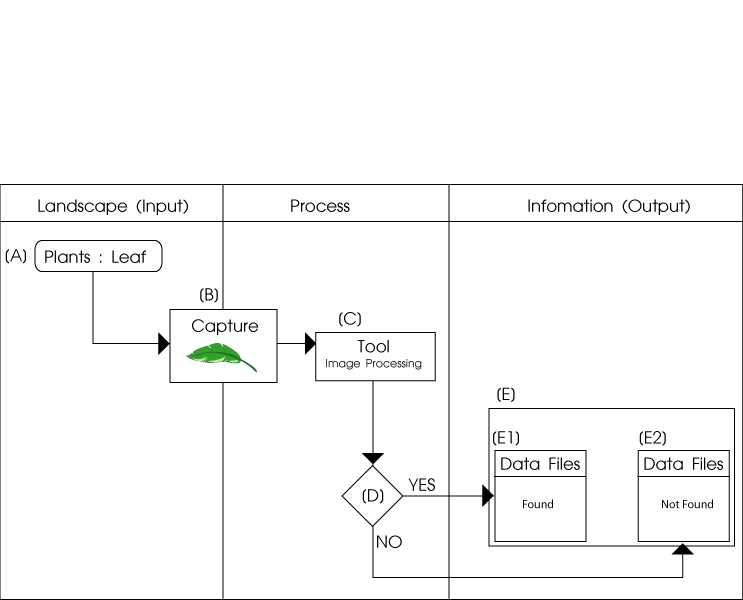 Landscape (Input)
Process
Infomation (Output)
(A)
Plants : Leaf
(B)
Capture
(C)
Tool
Image Processing
(D)
YES
NO
(E)
(E1)
Data Files
Found
(E2)
Data Files
Not Found